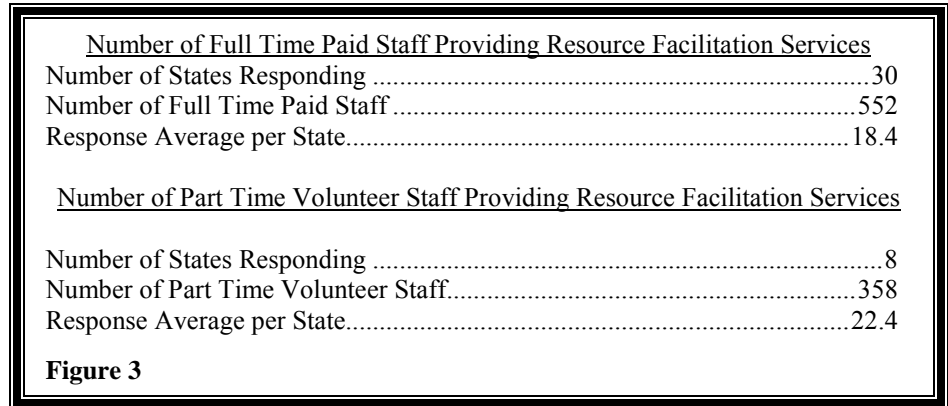 Number of Full Time Paid Staff Providing Resource Facilitation Services
Number of States Responding ......................................................................30
Number of Full Time Paid Staff ...................................................................552
Response Average per State.........................................................................18.4
Number of Part Time Volunteer Staff Providing Resource Facilitation Services
Number of States Responding ........................................................................8
Number of Part Time Volunteer Staff...........................................................358
Response Average per State.........................................................................22.4
Figure 3